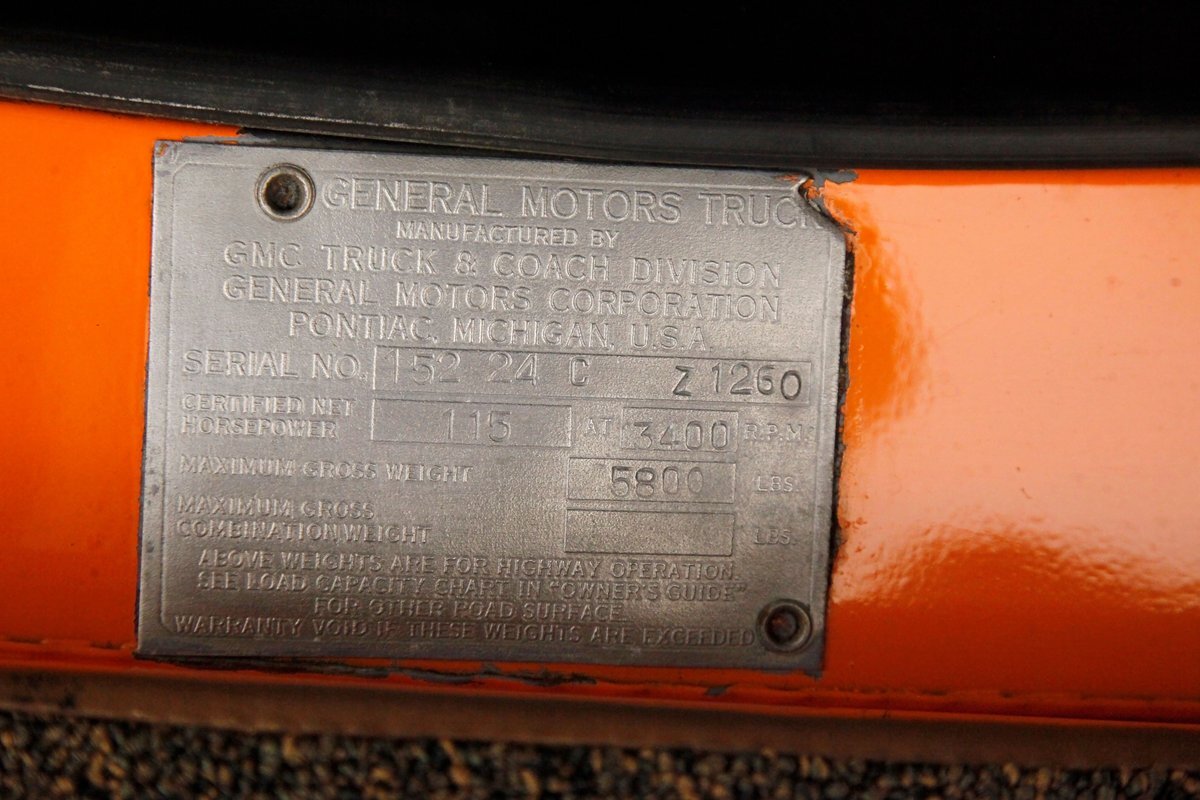 GENERAL MOTORS TRUCK
MANUFACTURED BY
GMC TRUCK & COACH DIVISION
GENERAL MOTORS CORPORATION
PONTIAC, MICHIGAN, U.S.A.
SERIAL NO. 152 24 C Z 1260
CERTIFIED NET
HORSEPOWER 115 AT 3400 R.P.M.
MAXIMUM GROSS WEIGHT 5800 LBS.
MAXIMUM GROSS
COMBINATION WEIGHT LBS.
ABOVE WEIGHTS ARE FOR HIGHWAY OPERATION.
SEE LOAD CAPACITY CHART IN "OWNER'S GUIDE"
FOR OTHER ROAD SURFACE.
WARRANTY VOID IF THESE WEIGHTS ARE EXCEEDED